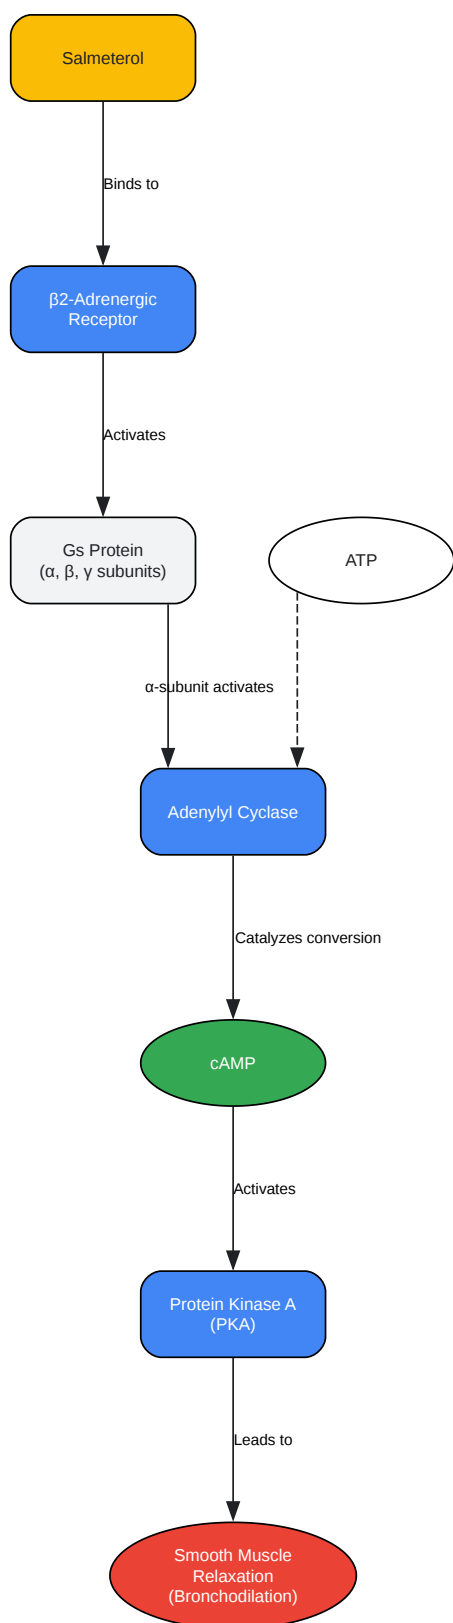 Salmeterol
Binds to
β2-Adrenergic
Receptor
Activates
Gs Protein
(α, β, γ subunits)
ATP
α-subunit activates
Adenylyl Cyclase
Catalyzes conversion
cAMP
Activates
Protein Kinase A
(PKA)
Leads to
Smooth Muscle
Relaxation
(Bronchodilation)